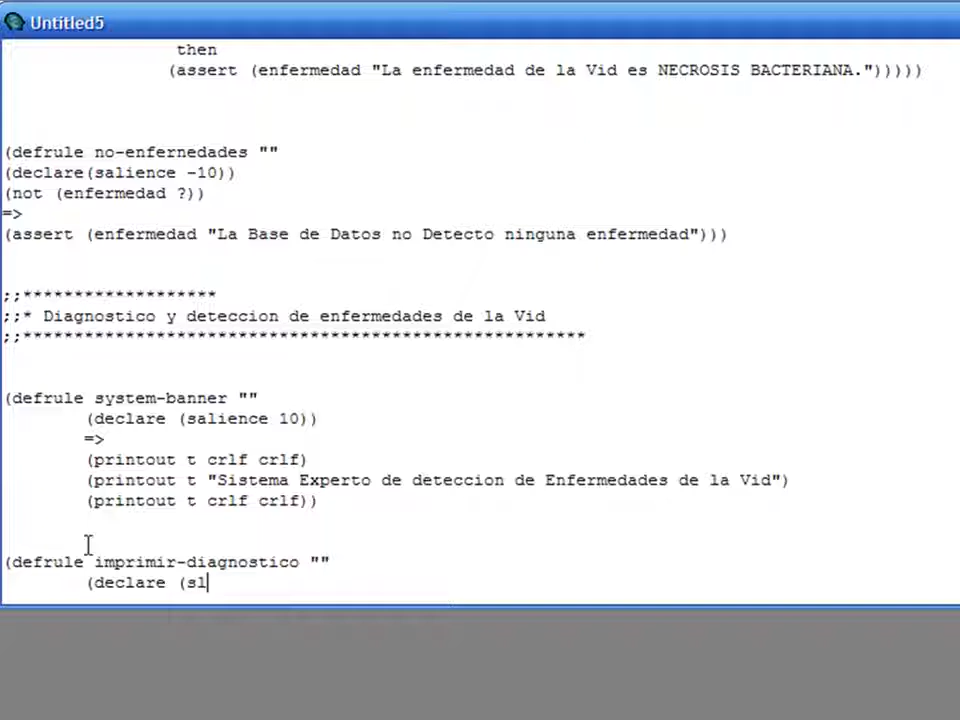 Untitled5
then
(assert (enfermedad "La enfermedad de la Vid es NECROSIS BACTERIANA.")))))
(defrule no-enfernedades ""
(declare(salience -10))
(not (enfermedad ?))
=>
(assert (enfermedad "La Base de Datos no Detecto ninguna enfermedad")))
;;*******************
;;* Diagnostico y deteccion de enfermedades de la Vid
;;*******************************************************
(defrule system-banner ""
(declare (salience 10))
=>
(printout t crlf crlf)
(printout t "Sistema Experto de deteccion de Enfermedades de la Vid")
(printout t crlf crlf))
(defrule imprimir-diagnostico ""
(declare (sl